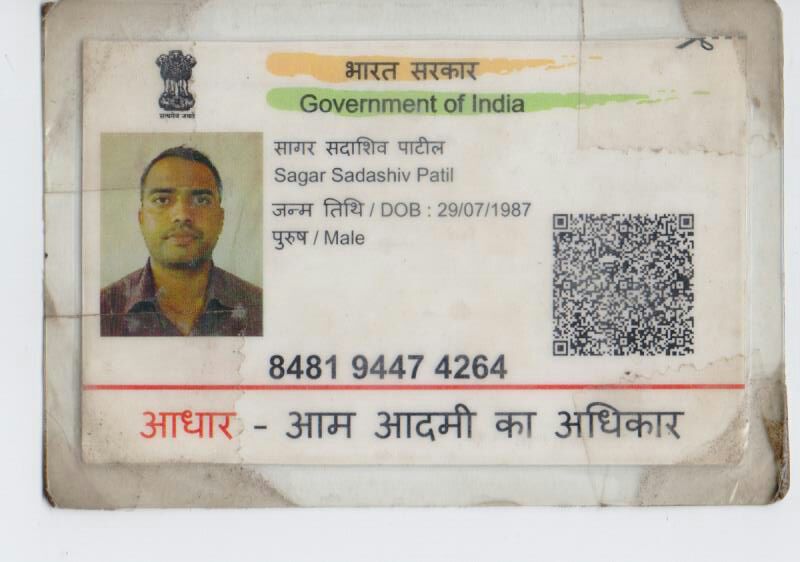 भारत सरकार
Government of India
सत्यमेव जयते
सागर सदाशिव पाटील
Sagar Sadashiv Patil
जन्म तिथि / DOB : 29/07/1987
पुरुष / Male
8481 9447 4264
आधार - आम आदमी का अधिकार